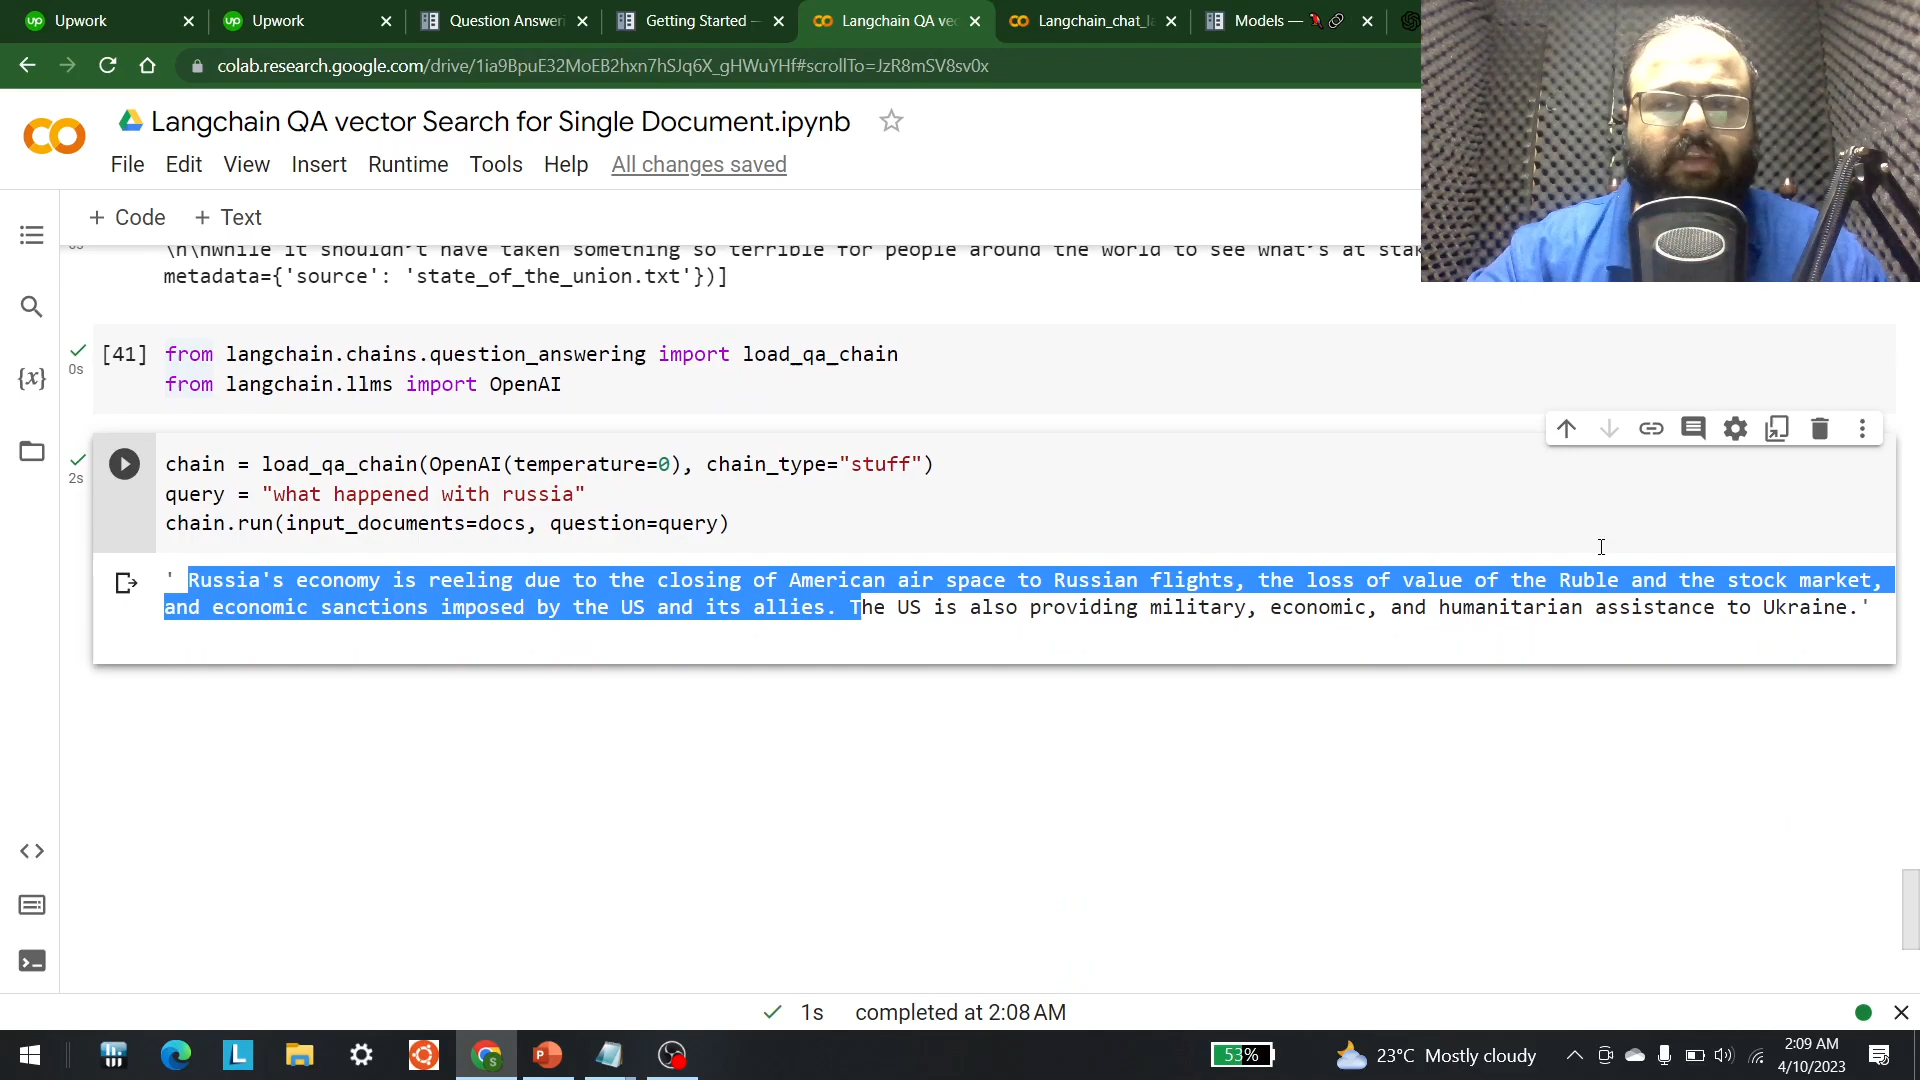 Upwork
Upwork
Question Answeri
Getting Started —
Langchain QA vec
Langchain_chat_la
Models —
colab.research.google.com/drive/1ia9BpuE32MoEB2hxn7hSJq6X_gHWuYHf#scrollTo=JzR8mSV8sv0x
Langchain QA vector Search for Single Document.ipynb
File Edit View Insert Runtime Tools Help All changes saved
+ Code + Text
\n\nWhile it shouldn’t have taken something so terrible for people around the world to see what’s at stak
metadata={'source': 'state_of_the_union.txt'})]
[41] from langchain.chains.question_answering import load_qa_chain
0s
from langchain.llms import OpenAI
chain = load_qa_chain(OpenAI(temperature=0), chain_type="stuff")
2s
query = "what happened with russia"
chain.run(input_documents=docs, question=query)
' Russia's economy is reeling due to the closing of American air space to Russian flights, the loss of value of the Ruble and the stock market,
and economic sanctions imposed by the US and its allies. The US is also providing military, economic, and humanitarian assistance to Ukraine.'
1s completed at 2:08 AM
53%
23°C Mostly cloudy
2:09 AM
4/10/2023